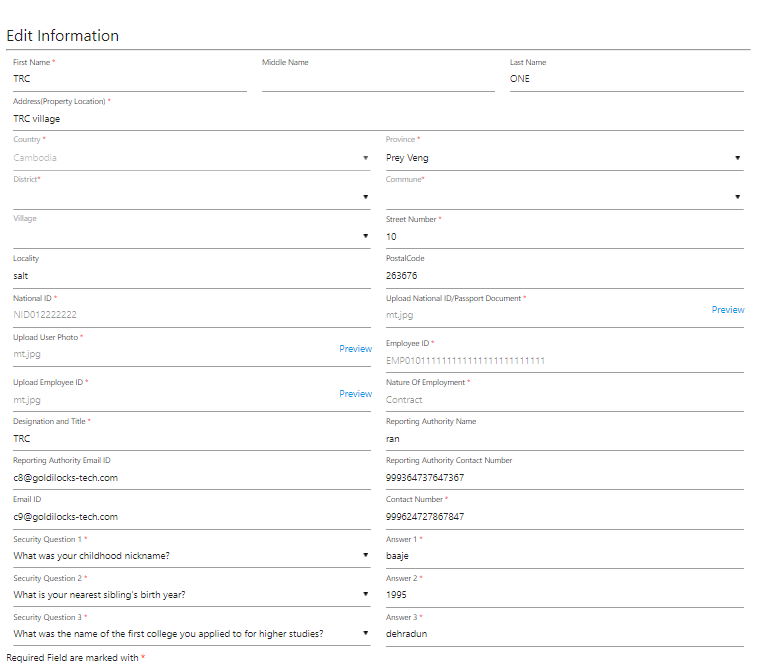 Edit Information
First Name * Middle Name Last Name
TRC ONE
Address(Property Location) *
TRC village
Country * Province *
Cambodia Prey Veng
District* Commune*
Village Street Number *
10
Locality PostalCode
salt 263676
National ID * Upload National ID/Passport Document *
NID012222222 mt.jpg Preview
Upload User Photo * Employee ID *
mt.jpg Preview EMP0101111111111111111111111111
Upload Employee ID * Nature Of Employment *
mt.jpg Preview Contract
Designation and Title * Reporting Authority Name
TRC ran
Reporting Authority Email ID Reporting Authority Contact Number
c8@goldilocks-tech.com 999364737647367
Email ID Contact Number *
c9@goldilocks-tech.com 999624727867847
Security Question 1 * Answer 1 *
What was your childhood nickname? baaje
Security Question 2 * Answer 2 *
What is your nearest sibling's birth year? 1995
Security Question 3 * Answer 3 *
What was the name of the first college you applied to for higher studies? dehradun
Required Field are marked with *